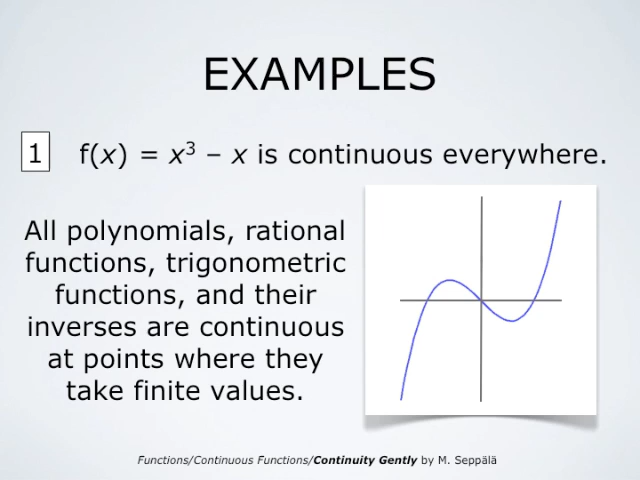 EXAMPLES
1 f(x) = x³ – x is continuous everywhere.
All polynomials, rational
functions, trigonometric
functions, and their
inverses are continuous
at points where they
take finite values.
Functions/Continuous Functions/Continuity Gently by M. Seppälä